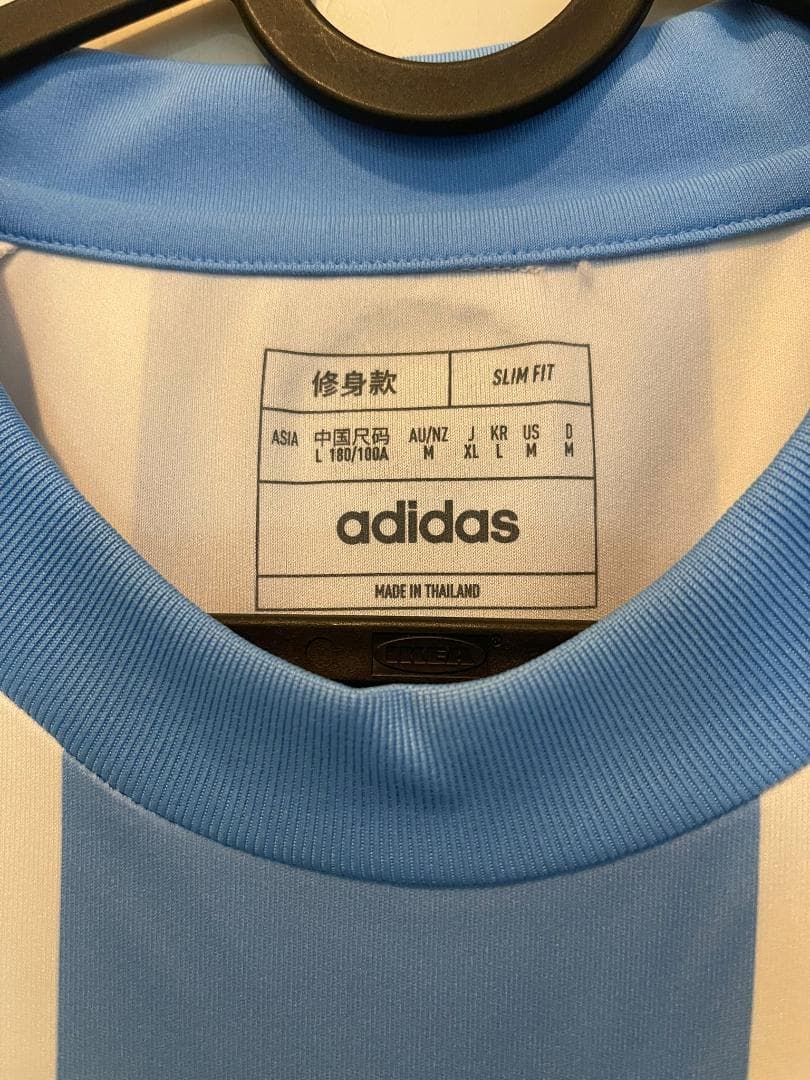 修身款 SLIM FIT
ASIA 中国尺码 AU/NZ J KR US D
L 180/100A M XL L M M
adidas
MADE IN THAILAND
IKEA ®